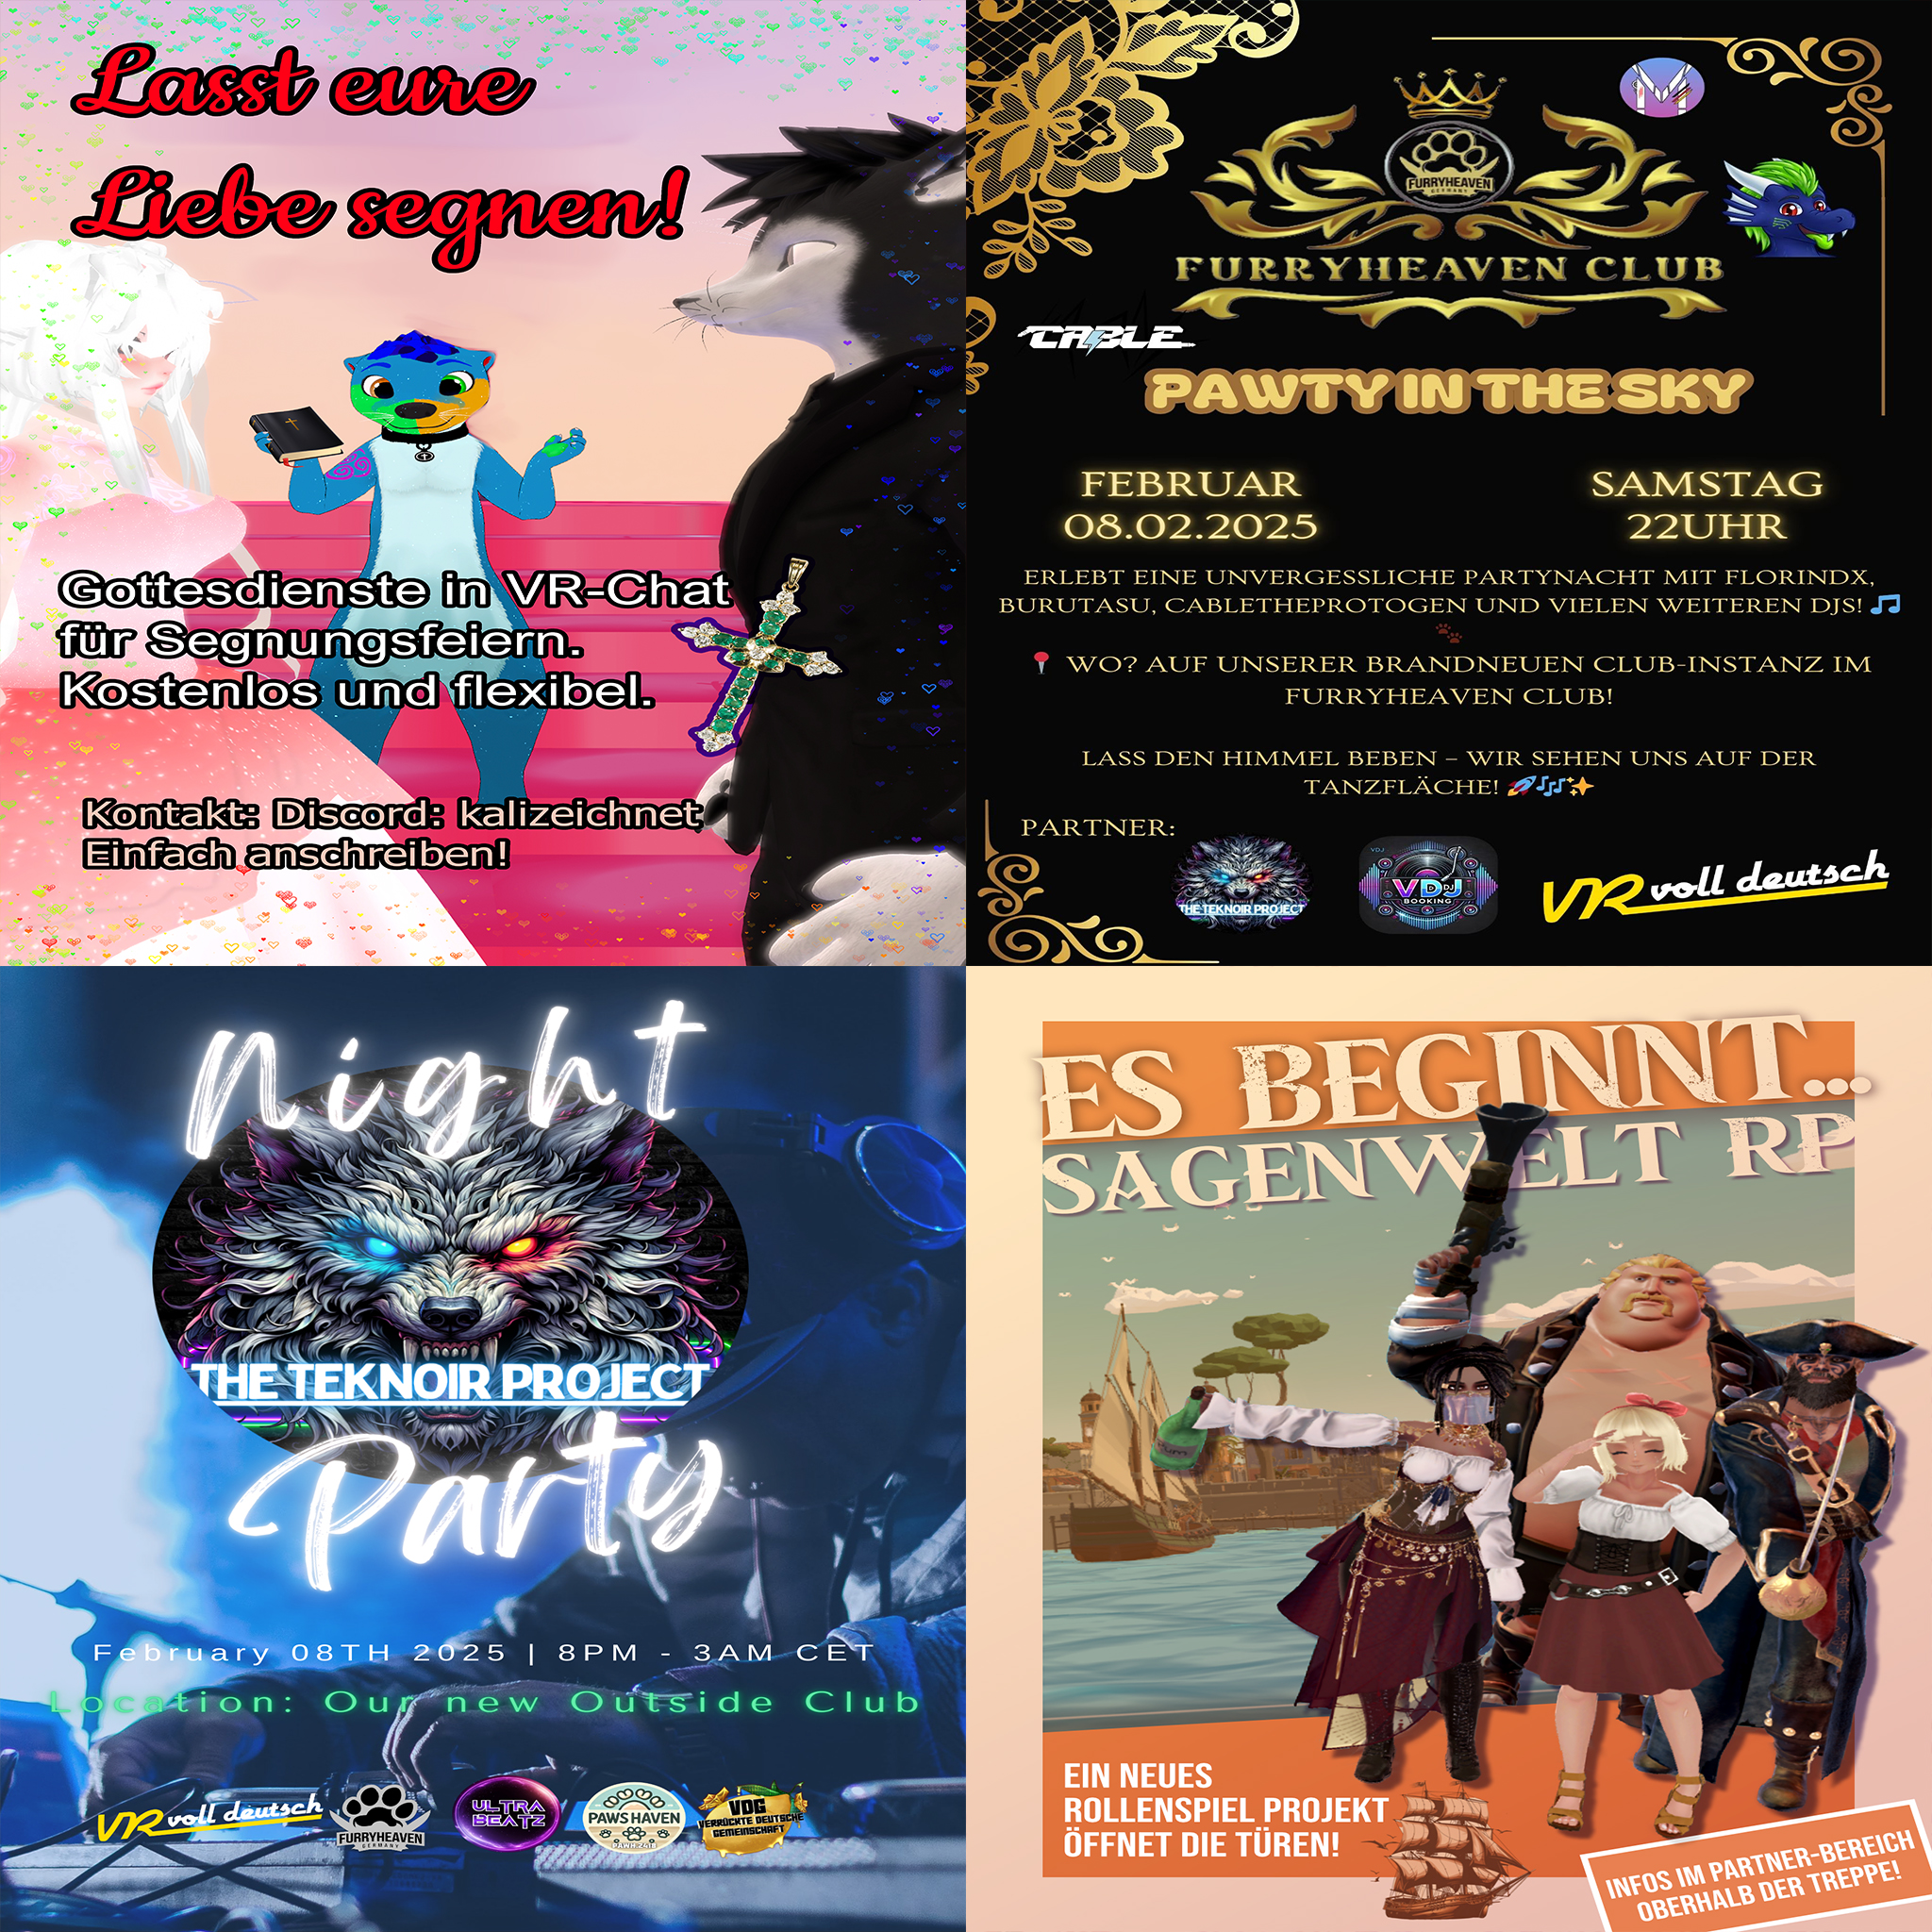 Lasst eure
Liebe segnen!
Gottesdienste in VR-Chat
für Segnungsfeiern.
Kostenlos und flexibel.
Kontakt: Discord: kalizeichnet
Einfach anschreiben!
M
FURRYHEAVEN
GERMANY
FURRYHEAVEN CLUB
CABLE
PAWTY IN THE SKY
FEBRUAR
08.02.2025
SAMSTAG
22UHR
ERLEBT EINE UNVERGESSLICHE PARTYNACHT MIT FLORINDX,
BURUTASU, CABLETHEPROTOGEN UND VIELEN WEITEREN DJS! 🎵
🐾
📍 WO? AUF UNSERER BRANDNEUEN CLUB-INSTANZ IM
FURRYHEAVEN CLUB!
LASS DEN HIMMEL BEBEN – WIR SEHEN UNS AUF DER
TANZFLÄCHE! 🚀🎶✨
PARTNER:
THE TEKNOIR PROJECT
VDJ
VDJ
DJ
BOOKING
VR voll deutsch
Night
THE TEKNOIR PROJECT
Party
February 08TH 2025 | 8PM - 3AM CET
Location: Our new Outside Club
VR voll deutsch
FURRYHEAVEN
GERMANY
ULTRA
BEATZ
PAWS HAVEN
VDG
VERRÜCKTE DEUTSCHE
GEMEINSCHAFT
ES BEGINNT...
SAGENWELT RP
Rum
EIN NEUES
ROLLENSPIEL PROJEKT
ÖFFNET DIE TÜREN!
INFOS IM PARTNER-BEREICH
OBERHALB DER TREPPE!